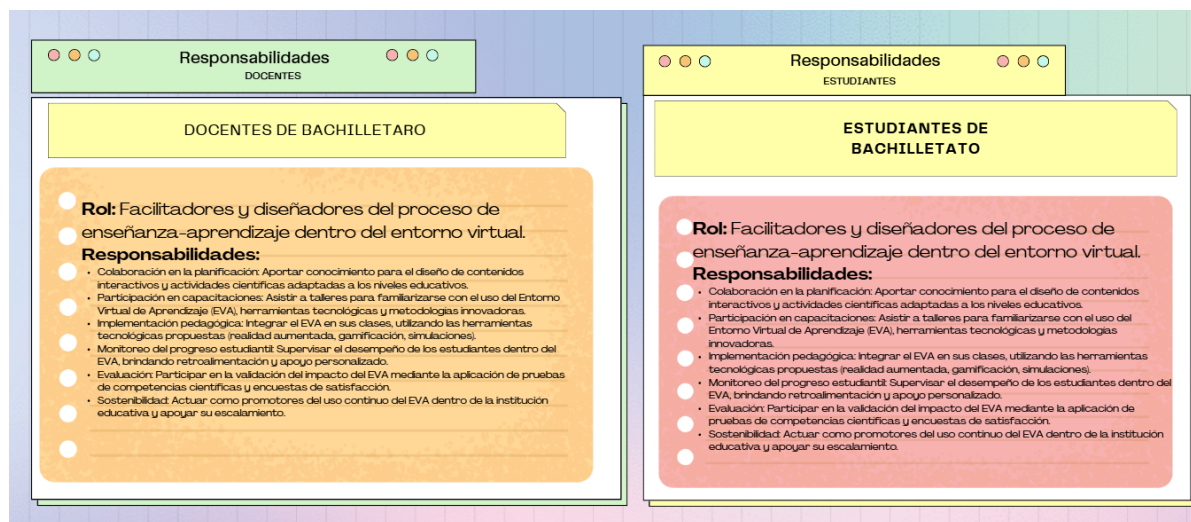 Responsabilidades
DOCENTES
DOCENTES DE BACHILLETARO
Rol: Facilitadores y diseñadores del proceso de
enseñanza-aprendizaje dentro del entorno virtual.
Responsabilidades:
• Colaboración en la planificación: Aportar conocimiento para el diseño de contenidos
interactivos y actividades científicas adaptadas a los niveles educativos.
• Participación en capacitaciones: Asistir a talleres para familiarizarse con el uso del Entorno
Virtual de Aprendizaje (EVA), herramientas tecnológicas y metodologías innovadoras.
• Implementación pedagógica: Integrar el EVA en sus clases, utilizando las herramientas
tecnológicas propuestas (realidad aumentada, gamificación, simulaciones).
• Monitoreo del progreso estudiantil: Supervisar el desempeño de los estudiantes dentro del
EVA, brindando retroalimentación y apoyo personalizado.
• Evaluación: Participar en la validación del impacto del EVA mediante la aplicación de pruebas
de competencias científicas y encuestas de satisfacción.
• Sostenibilidad: Actuar como promotores del uso continuo del EVA dentro de la institución
educativa y apoyar su escalamiento.
Responsabilidades
ESTUDIANTES
ESTUDIANTES DE
BACHILLETATO
Rol: Facilitadores y diseñadores del proceso de
enseñanza-aprendizaje dentro del entorno virtual.
Responsabilidades:
• Colaboración en la planificación: Aportar conocimiento para el diseño de contenidos
interactivos y actividades científicas adaptadas a los niveles educativos.
• Participación en capacitaciones: Asistir a talleres para familiarizarse con el uso del
Entorno Virtual de Aprendizaje (EVA), herramientas tecnológicas y metodologías
innovadoras.
• Implementación pedagógica: Integrar el EVA en sus clases, utilizando las herramientas
tecnológicas propuestas (realidad aumentada, gamificación, simulaciones).
• Monitoreo del progreso estudiantil: Supervisar el desempeño de los estudiantes dentro del
EVA, brindando retroalimentación y apoyo personalizado.
• Evaluación: Participar en la validación del impacto del EVA mediante la aplicación de
pruebas de competencias científicas y encuestas de satisfacción.
• Sostenibilidad: Actuar como promotores del uso continuo del EVA dentro de la institución
educativa y apoyar su escalamiento.